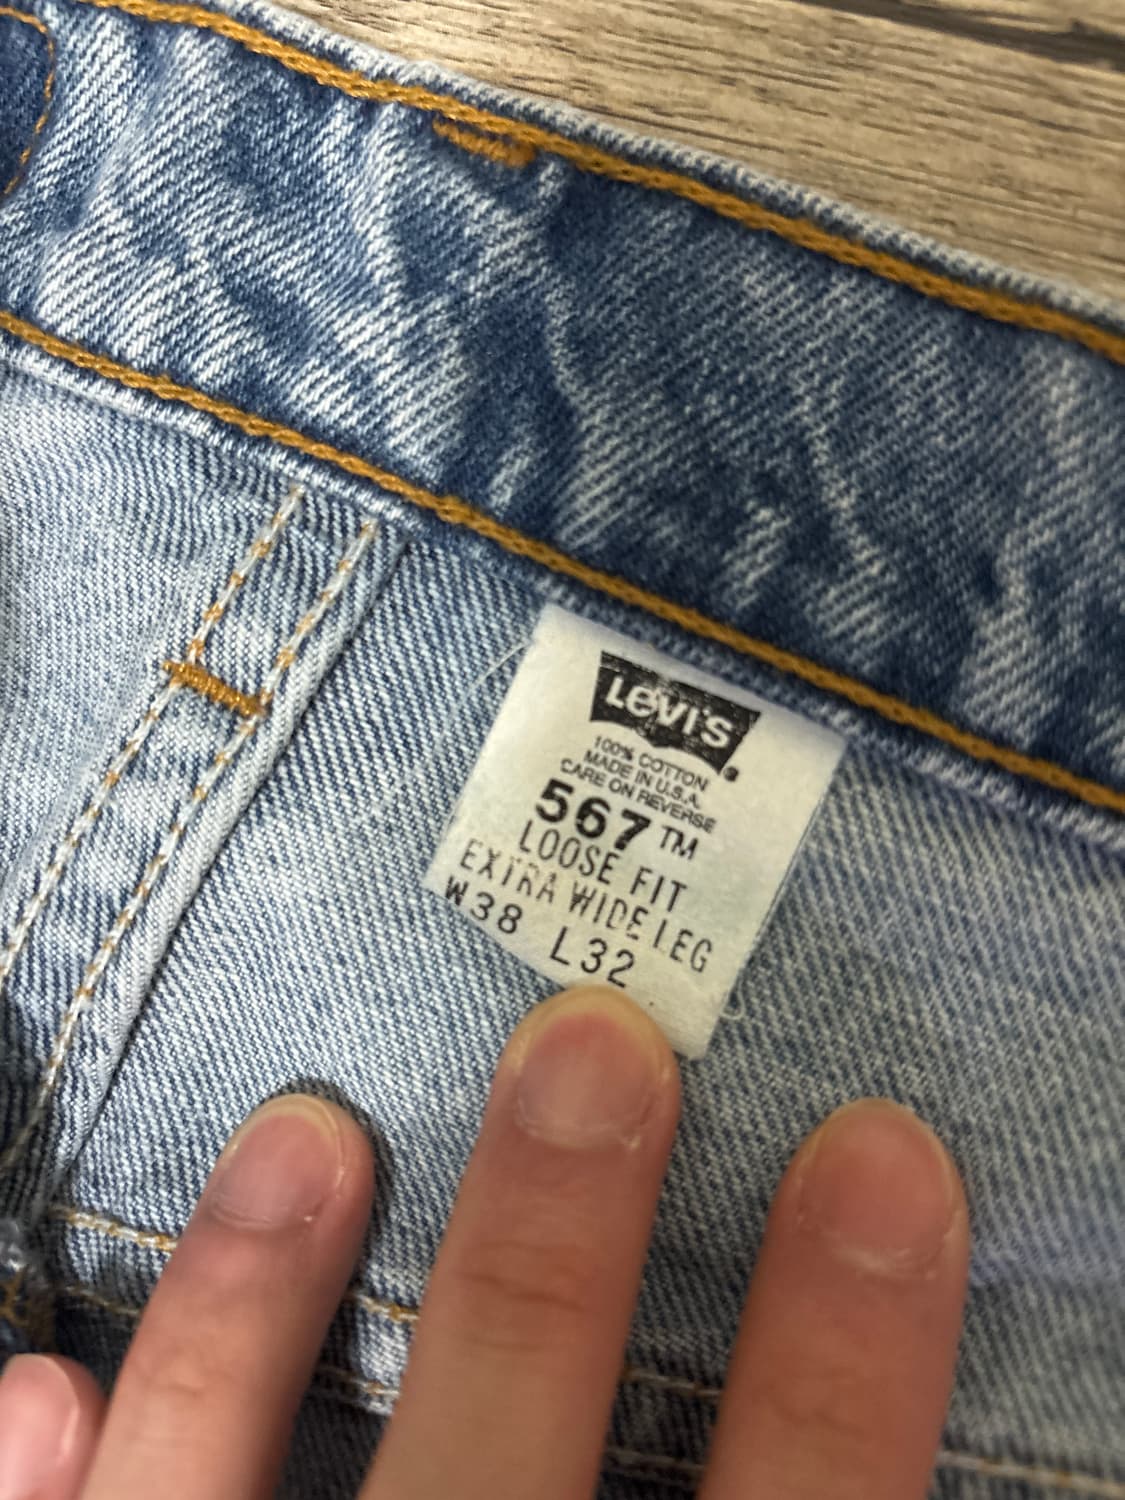 LEVI'S
100% COTTON
MADE IN U.S.A.
CARE ON REVERSE
567™
LOOSE FIT
EXTRA WIDE LEG
W38 L32